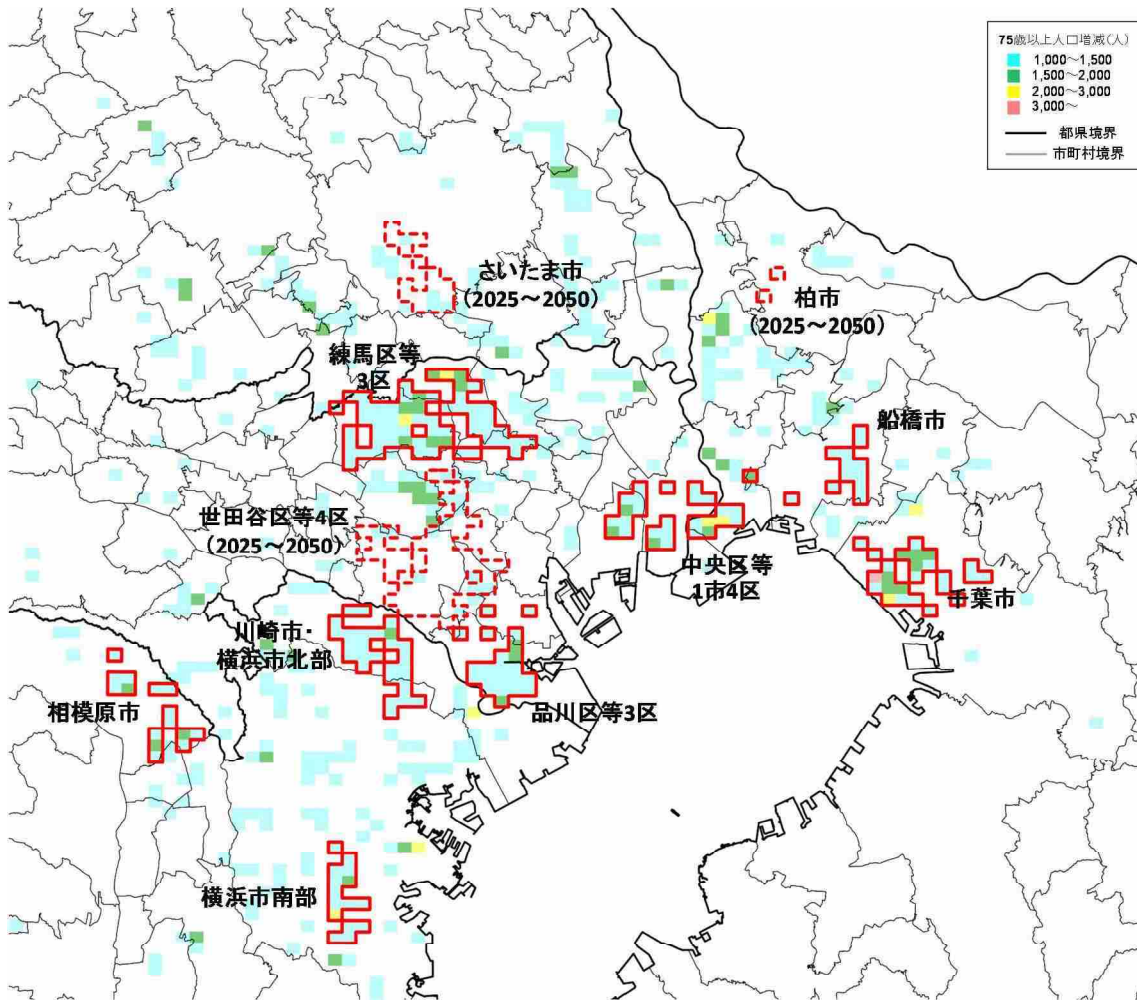 75歳以上人口増減(人)
1,000～1,500
1,500～2,000
2,000～3,000
3,000～
都県境界
市町村境界
さいたま市
(2025～2050)
柏市
(2025～2050)
練馬区等
3区
船橋市
世田谷区等4区
(2025～2050)
中央区等
1市4区
千葉市
川崎市・
横浜市北部
相模原市
品川区等3区
横浜市南部